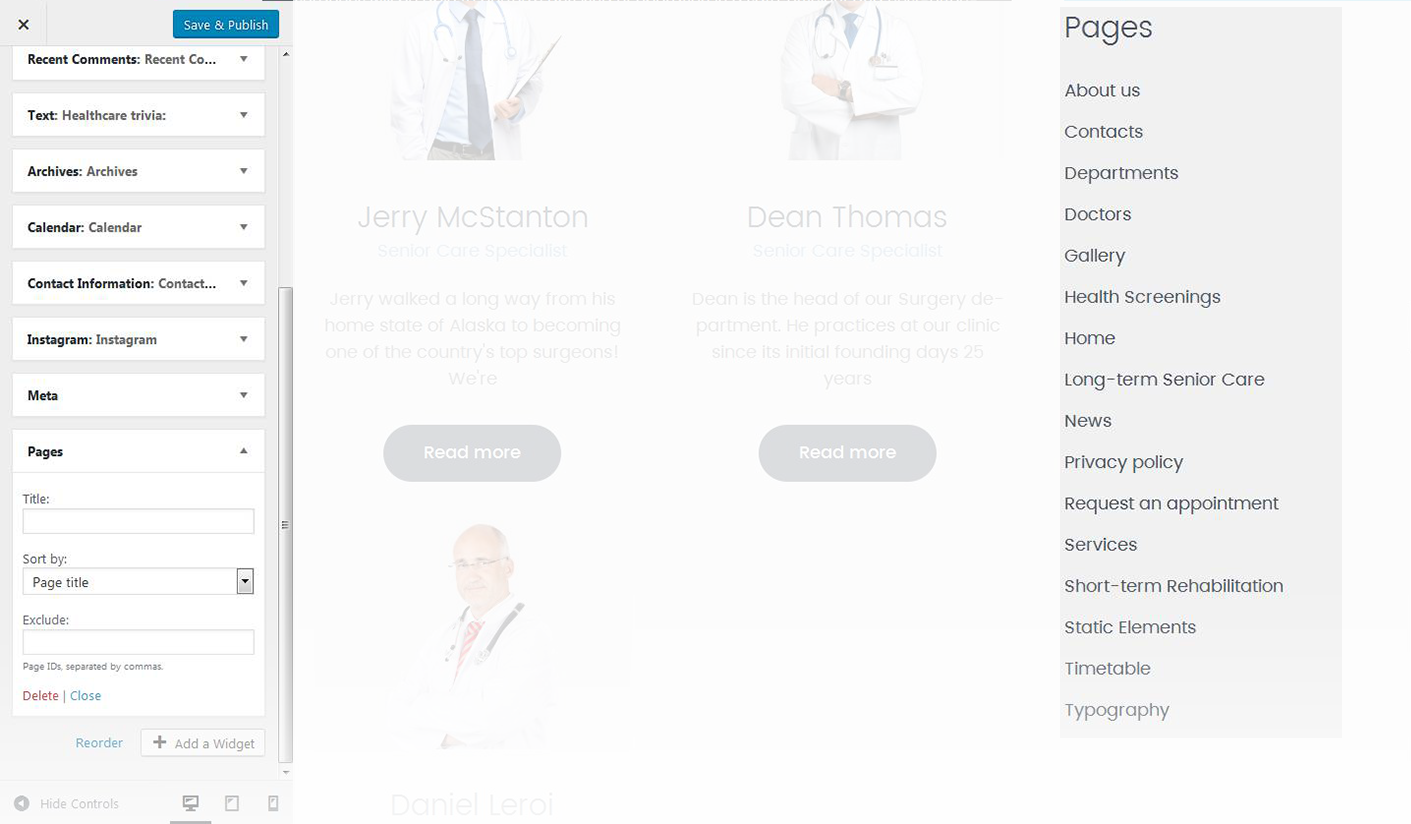 Save & Publish
Recent Comments: Recent Co...
Text: Healthcare trivia:
Archives: Archives
Calendar: Calendar
Contact Information: Contact...
Instagram: Instagram
Meta
Pages
Title:
Sort by:
Page title
Exclude:
Page IDs, separated by commas.
Delete | Close
Reorder
Add a Widget
Hide Controls
Jerry McStanton
Senior Care Specialist
Jerry walked a long way from his
home state of Alaska to becoming
one of the country's top surgeons!
We're
Read more
Dean Thomas
Senior Care Specialist
Dean is the head of our Surgery de-
partment. He practices at our clinic
since its initial founding days 25
years
Read more
Daniel Leroi
Pages
About us
Contacts
Departments
Doctors
Gallery
Health Screenings
Home
Long-term Senior Care
News
Privacy policy
Request an appointment
Services
Short-term Rehabilitation
Static Elements
Timetable
Typography